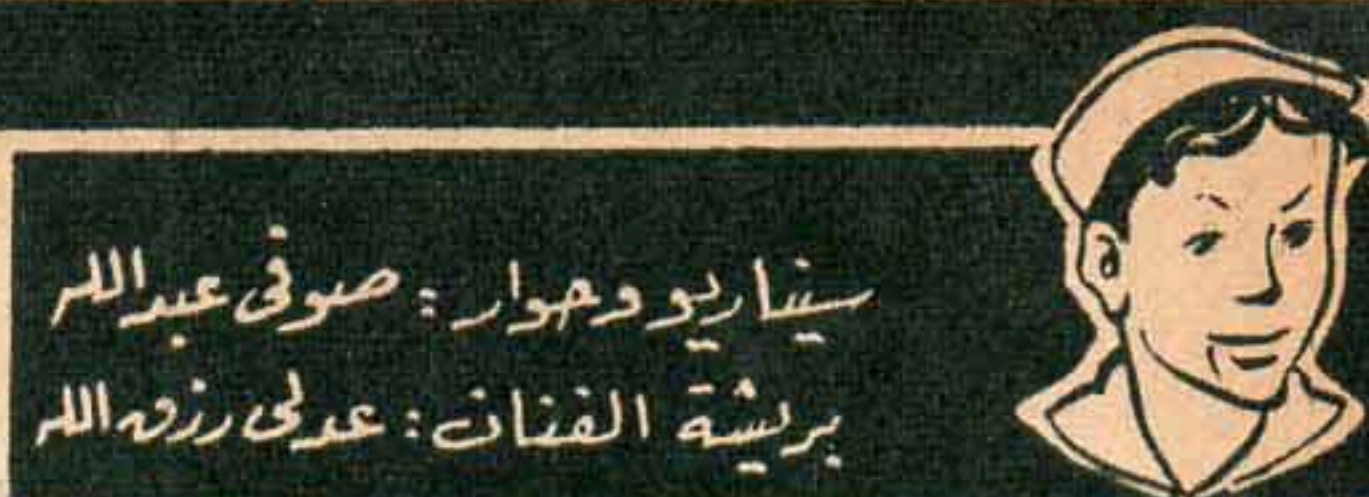 سيناريو وحوار : صوفى عبدالله
بريشة الفنان : عدلى رزق الله